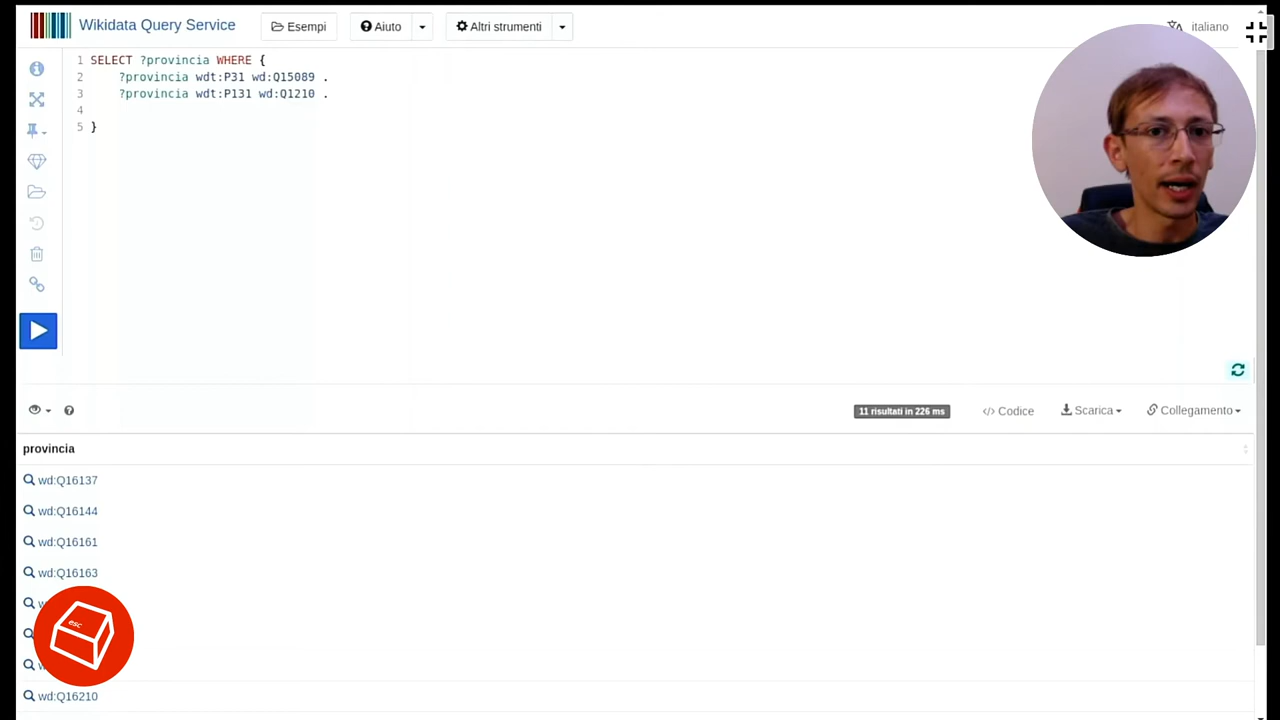 Wikidata Query Service
Esempi
Aiuto
Altri strumenti
italiano
1 SELECT ?provincia WHERE {
2 ?provincia wdt:P31 wd:Q15089 .
3 ?provincia wdt:P131 wd:Q1210 .
4
5 }
11 risultati in 226 ms
</> Codice
Scarica
Collegamento
provincia
wd:Q16137
wd:Q16144
wd:Q16161
wd:Q16163
esc
wd:Q16210